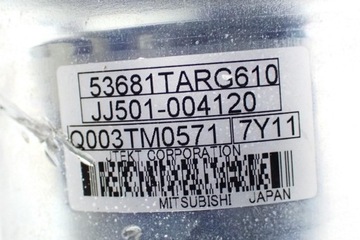 53681TARG610
JJ501-004120
Q003TM0571 7Y11
JTEKT CORPORATION
MITSUBISHI JAPAN